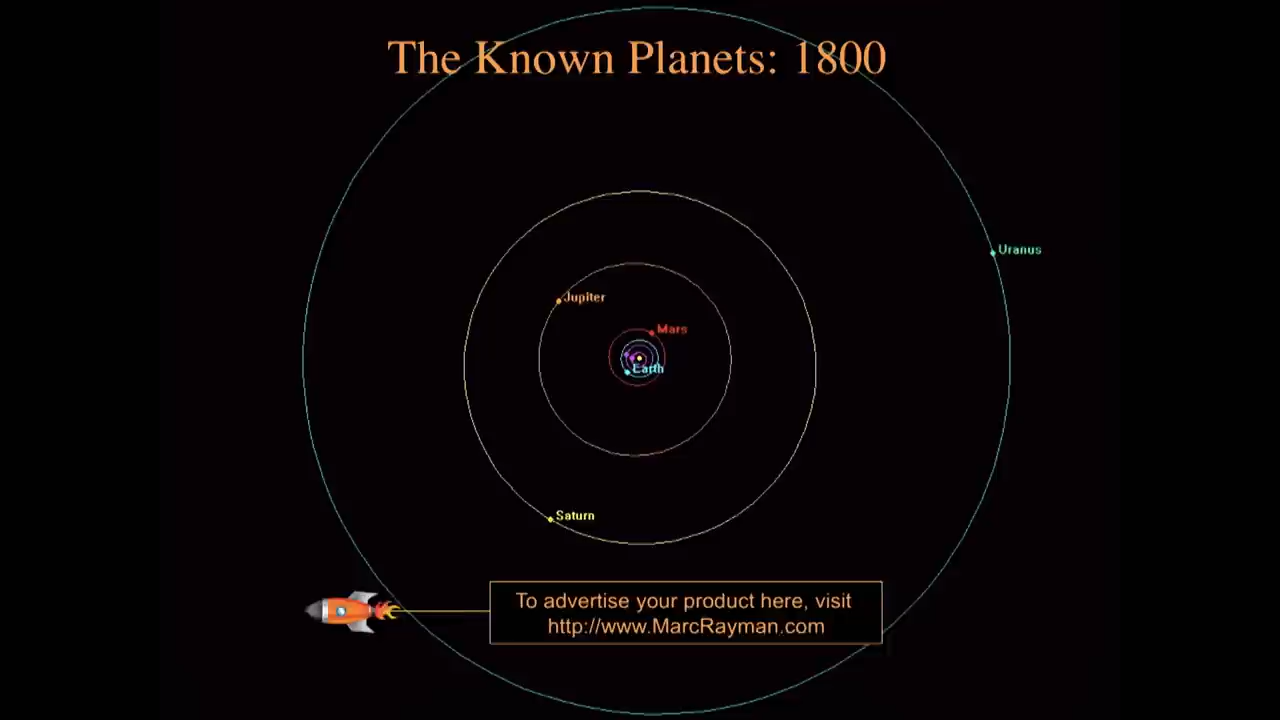 The Known Planets: 1800
Uranus
Jupiter
Mars
Earth
Saturn
To advertise your product here, visit
http://www.MarcRayman.com